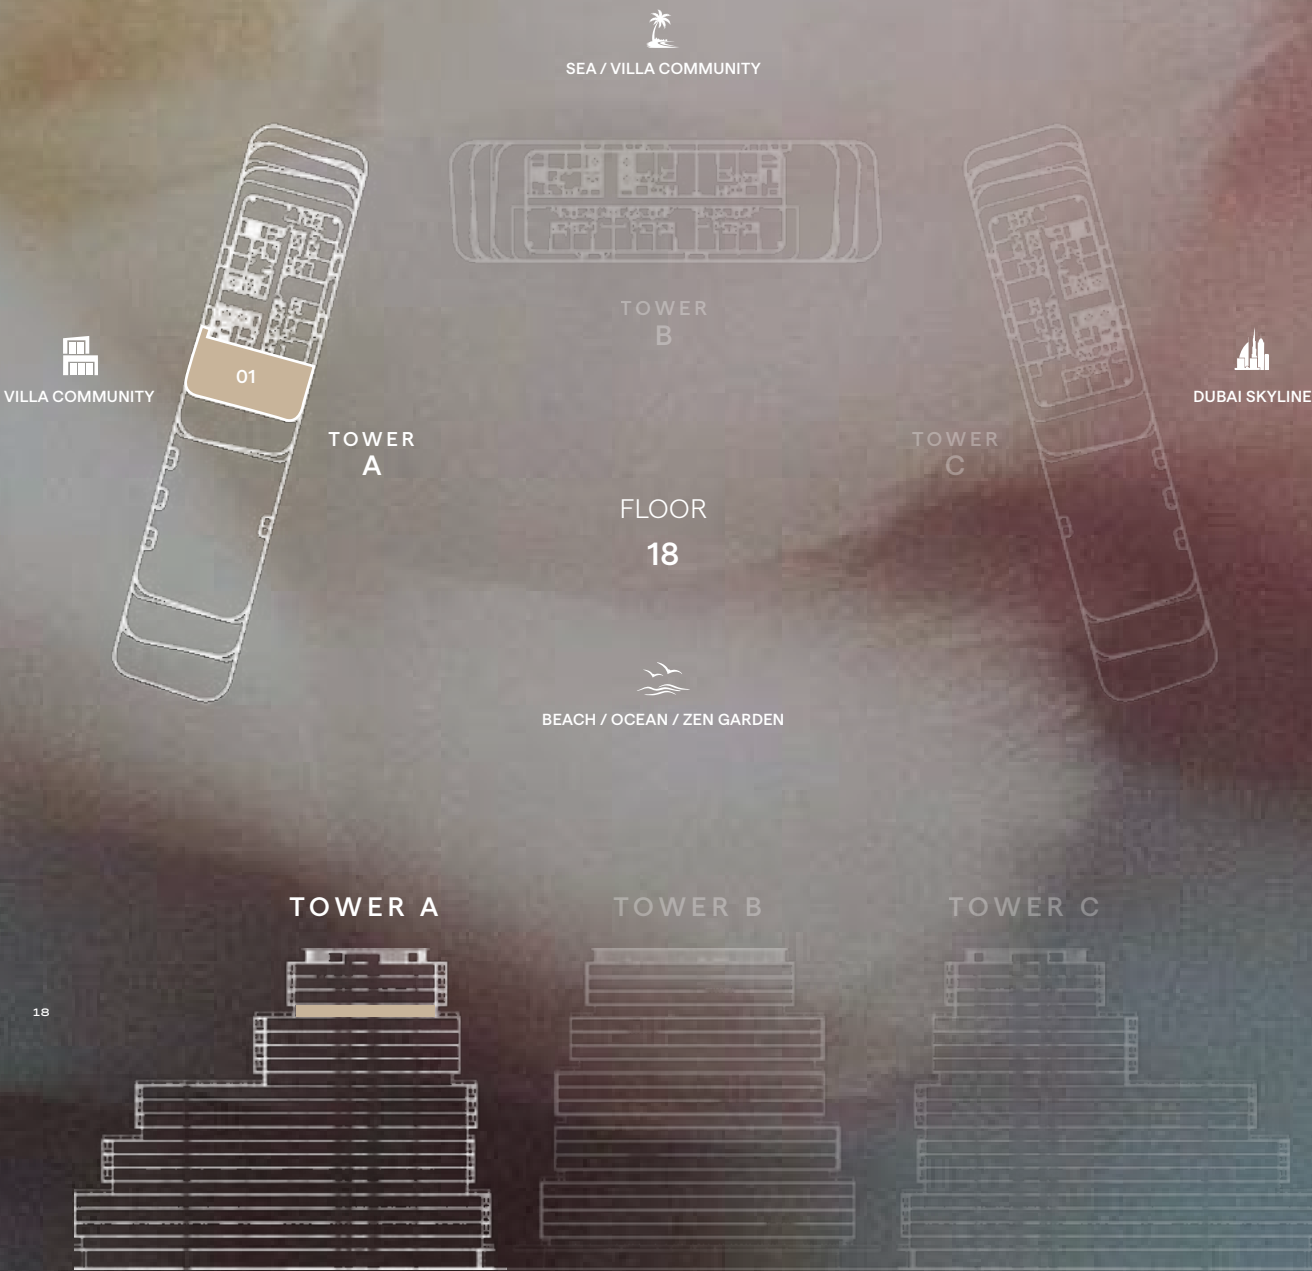 SEA / VILLA COMMUNITY
TOWER
B
VILLA COMMUNITY
01
DUBAI SKYLINE
TOWER
A
TOWER
C
FLOOR
18
BEACH / OCEAN / ZEN GARDEN
TOWER A
TOWER B
TOWER C
18